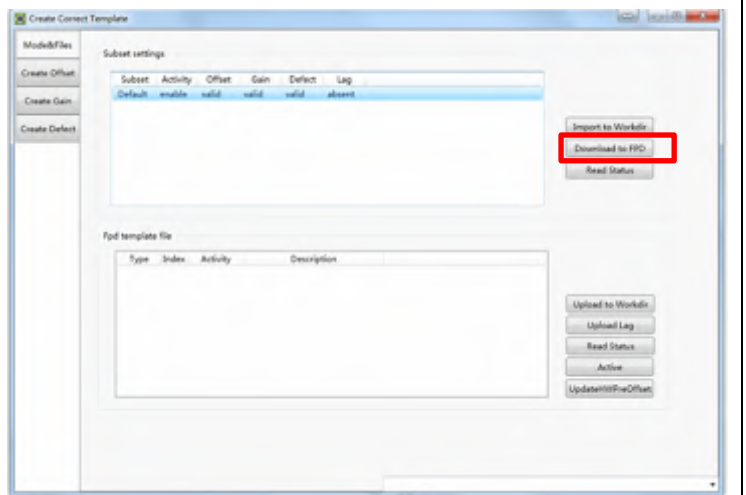 Create Correct Template
Mode&Files
Create Offset
Create Gain
Create Defect
Subset settings
Subset Activity Offset Gain Defect Lag
Default enable valid valid valid absent
Import to Workdir
Download to FPD
Read Status
Fpd template file
Type Index Activity Description
Upload to Workdir
Upload Lag
Read Status
Active
UpdateHWPreOffset